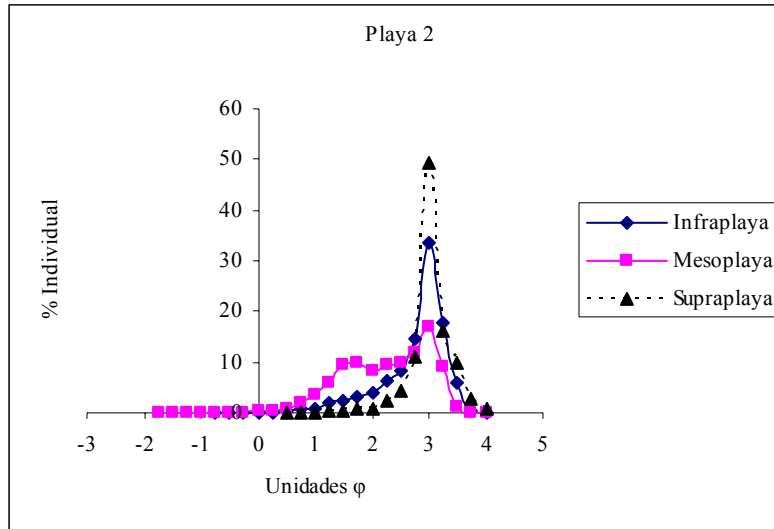 Playa 2
% Individual
60
50
40
30
20
10
0
-3 -2 -1 0 1 2 3 4 5
Unidades φ
Infraplaya
Mesoplaya
Supraplaya